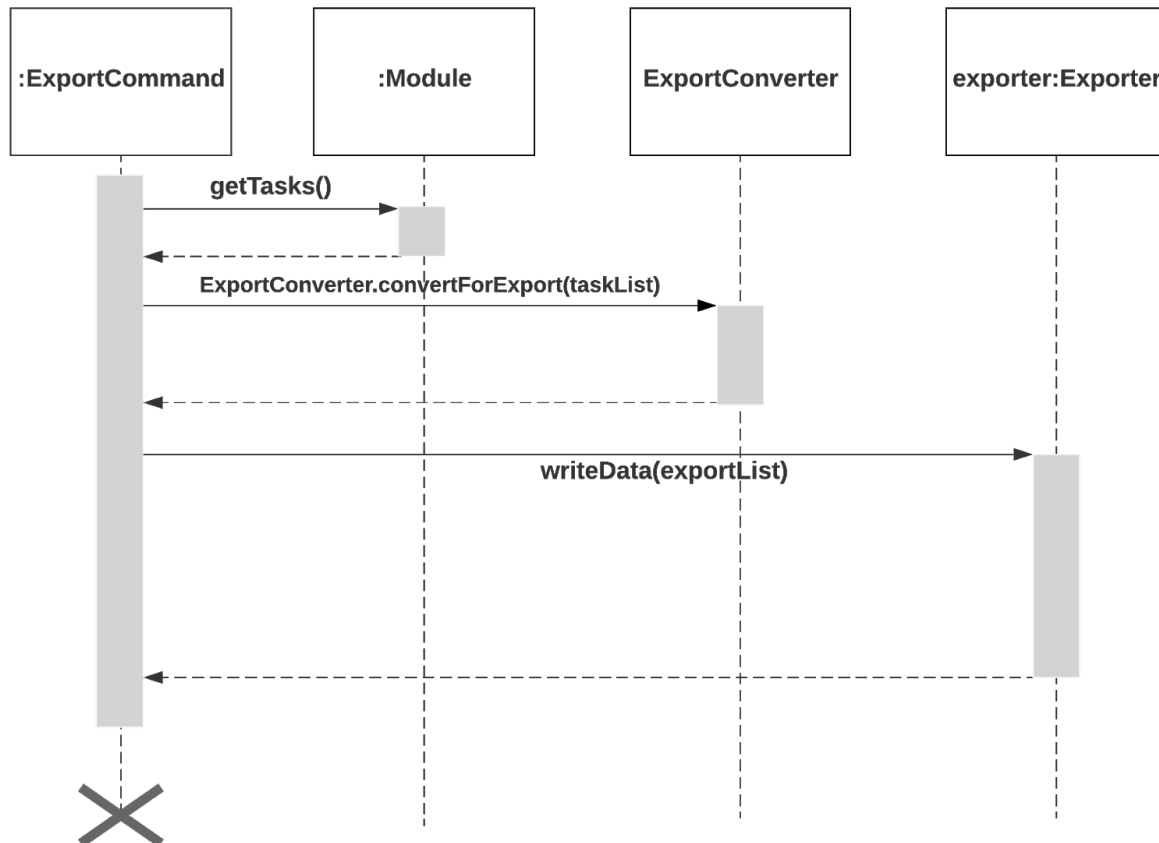 :ExportCommand
:Module
ExportConverter
exporter:Exporter
getTasks()
ExportConverter.convertForExport(taskList)
writeData(exportList)